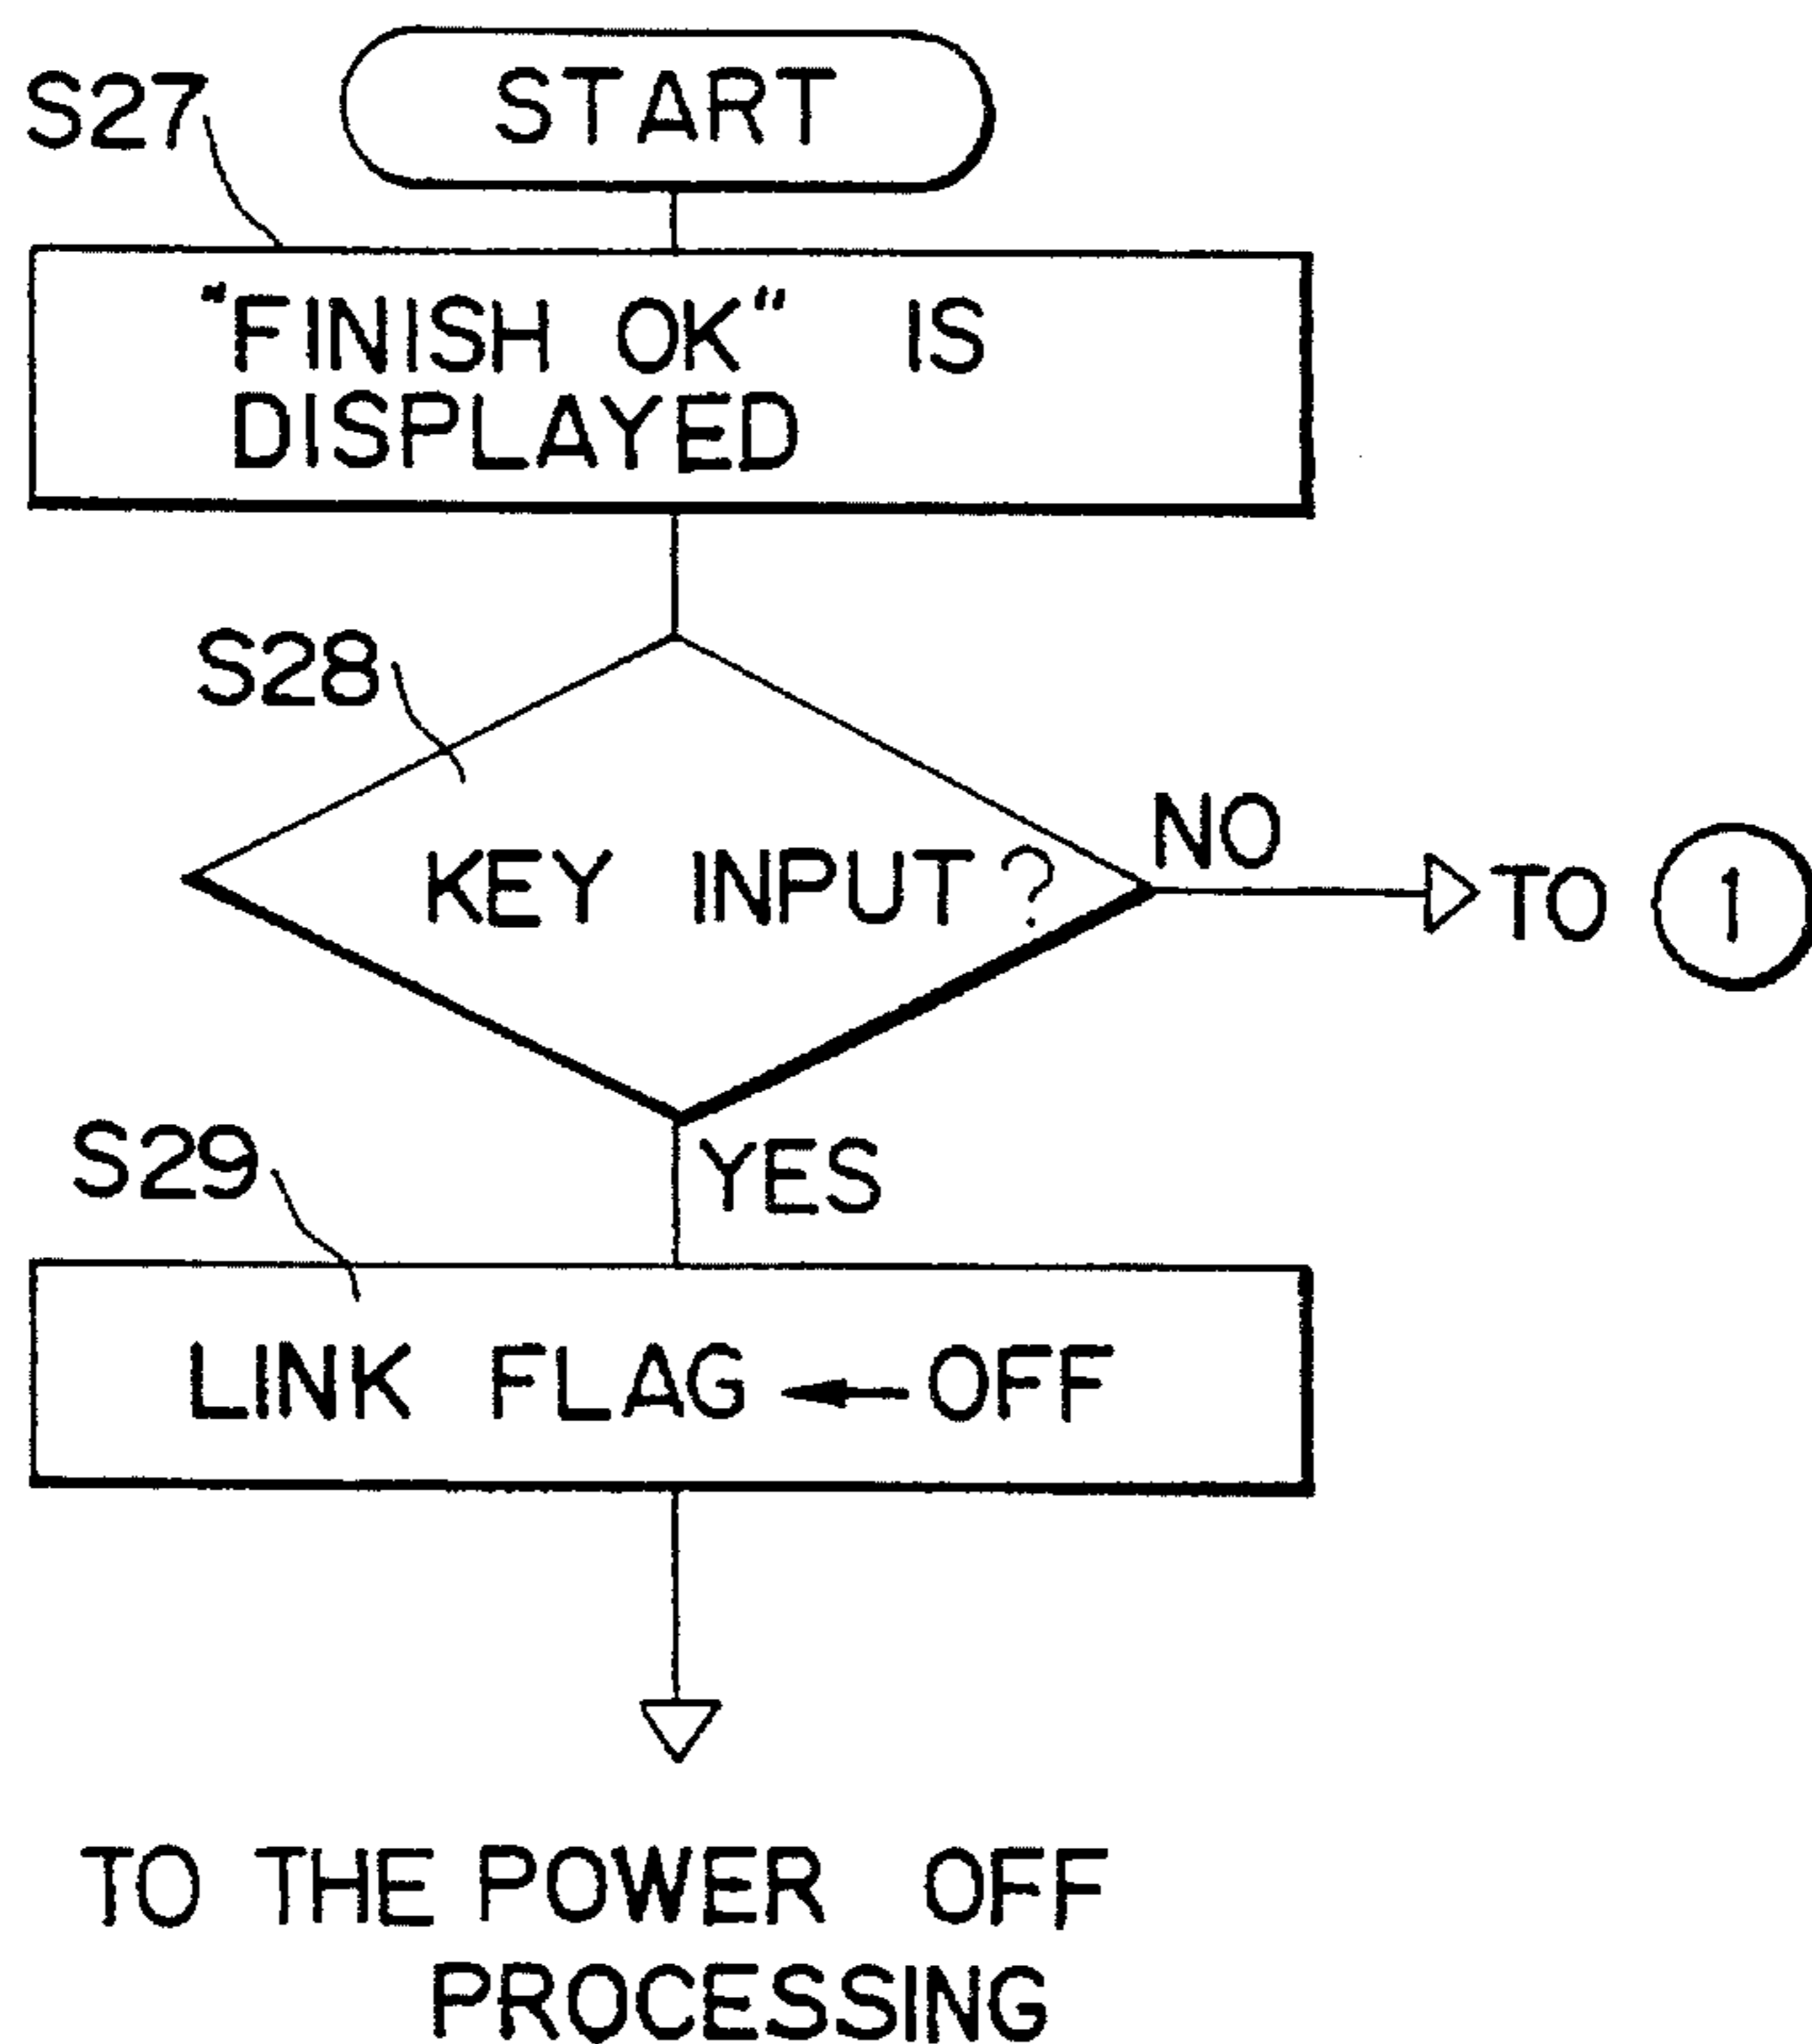 S27
START
"FINISH OK" IS
DISPLAYED
S28
KEY INPUT?
NO
TO 1
YES
S29
LINK FLAG ← OFF
TO THE POWER OFF
PROCESSING